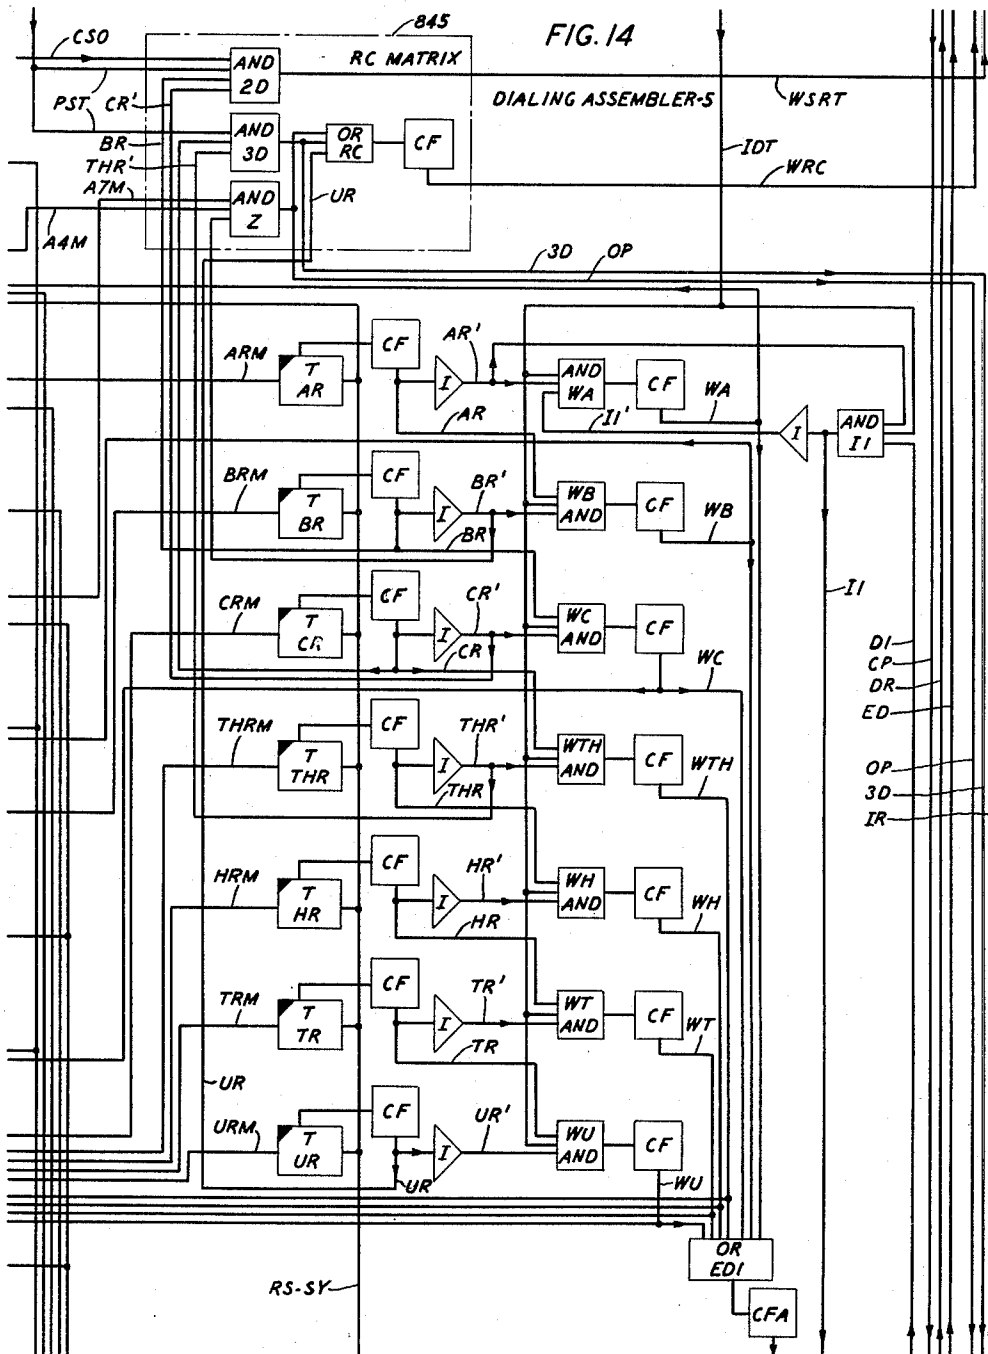 845
FIG. 14
CSO
AND
2D
RC MATRIX
PST
CR'
WSRT
DIALING ASSEMBLER-5
BR
AND
3D
OR
RC
CF
IDT
THR'
WRC
A7M
AND
Z
UR
A4M
3D
OP
ARM
T
AR
CF
I
AR'
AR
AND
WA
CF
WA
I1'
I
AND
I1
BRM
T
BR
CF
I
BR'
BR
WB
AND
CF
WB
I1
CRM
T
CR
CF
I
CR'
CR
WC
AND
CF
WC
DI
CP
DR
ED
THRM
T
THR
CF
I
THR'
THR
WTH
AND
CF
WTH
OP
3D
IR
HRM
T
HR
CF
I
HR'
HR
WH
AND
CF
WH
TRM
T
TR
CF
I
TR'
TR
WT
AND
CF
WT
UR
URM
T
UR
CF
I
UR'
UR
WU
AND
CF
WU
OR
ED1
RS-SY
CFA